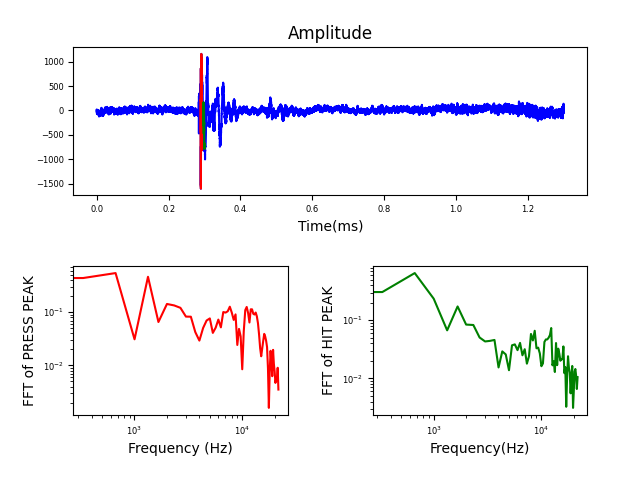 Amplitude
1000
500
0
−500
−1000
−1500
0.0 0.2 0.4 0.6 0.8 1.0 1.2
Time(ms)
FFT of PRESS PEAK
10⁻¹
10⁻²
10³ 10⁴
Frequency (Hz)
FFT of HIT PEAK
10⁻¹
10⁻²
10³ 10⁴
Frequency(Hz)